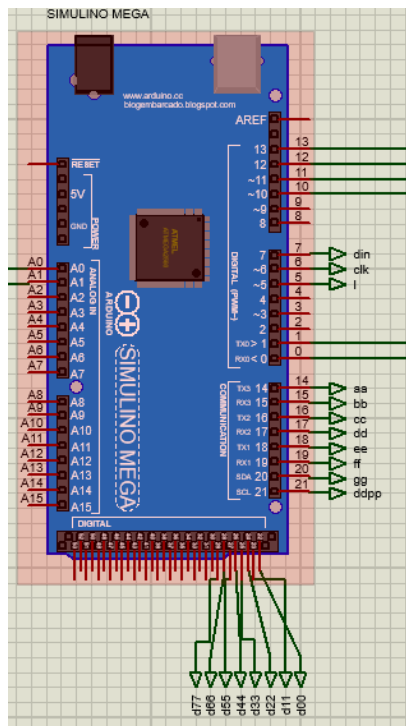 SIMULINO MEGA
www.arduino.cc
blogembarcado.blogspot.com
AREF
13 13
12 12
~11 11
~10 10
~9 9
8 8
RESET
5V
GND
POWER
ATMEL
7 7 din
~6 6 clk
~5 5 l
4 4
~3 3
2 2
TX0 > 1 1
RX0 < 0 0
DIGITAL (PWM~)
A0 A0
A1 A1
A2 A2
A3 A3
A4 A4
A5 A5
A6 A6
A7 A7
ANALOG IN
ARDUINO
SIMULINO MEGA
TX3 14 14 aa
RX3 15 15 bb
TX2 16 16 cc
RX2 17 17 dd
TX1 18 18 ee
RX1 19 19 ff
SDA 20 20 gg
SCL 21 21 ddpp
COMMUNICATION
A8 A8
A9 A9
A10 A10
A11 A11
A12 A12
A13 A13
A14 A14
A15 A15
DIGITAL
d77
d66
d55
d44
d33
d22
d11
d00